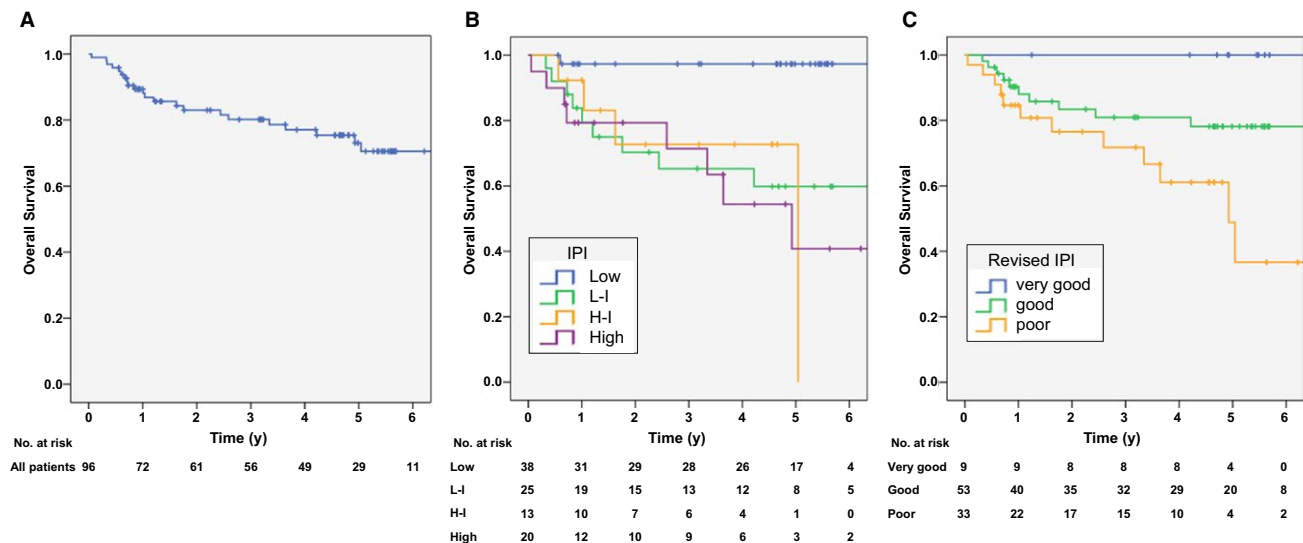 A
1.0
0.8
0.6
0.4
0.2
0.0
Overall Survival
0 1 2 3 4 5 6
Time (y)
No. at risk
All patients 96 72 61 56 49 29 11
B
1.0
0.8
0.6
0.4
0.2
0.0
Overall Survival
IPI
Low
L-I
H-I
High
0 1 2 3 4 5 6
Time (y)
No. at risk
Low 38 31 29 28 26 17 4
L-I 25 19 15 13 12 8 5
H-I 13 10 7 6 4 1 0
High 20 12 10 9 6 3 2
C
1.0
0.8
0.6
0.4
0.2
0.0
Overall Survival
Revised IPI
very good
good
poor
0 1 2 3 4 5 6
Time (y)
No. at risk
Very good 9 9 8 8 8 4 0
Good 53 40 35 32 29 20 8
Poor 33 22 17 15 10 4 2